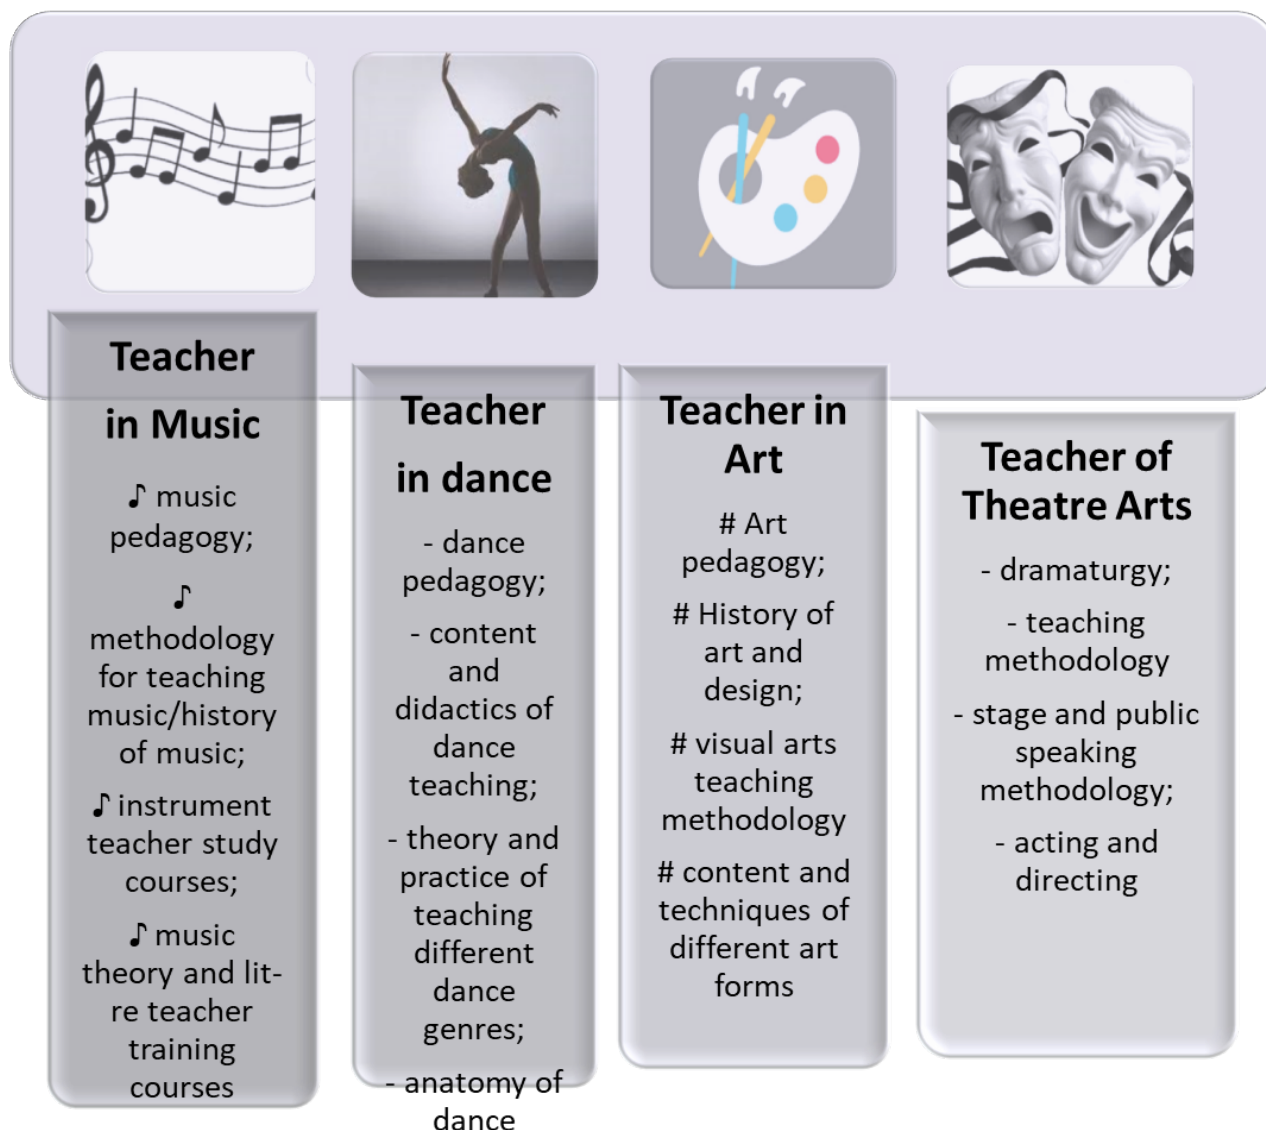 Teacher
in Music
♪ music
pedagogy;
♪
methodology
for teaching
music/history
of music;
♪ instrument
teacher study
courses;
♪ music
theory and lit-
re teacher
training
courses
Teacher
in dance
- dance
pedagogy;
- content
and
didactics of
dance
teaching;
- theory and
practice of
teaching
different
dance
genres;
- anatomy of
dance
Teacher in
Art
# Art
pedagogy;
# History of
art and
design;
# visual arts
teaching
methodology
# content and
techniques of
different art
forms
Teacher of
Theatre Arts
- dramaturgy;
- teaching
methodology
- stage and public
speaking
methodology;
- acting and
directing